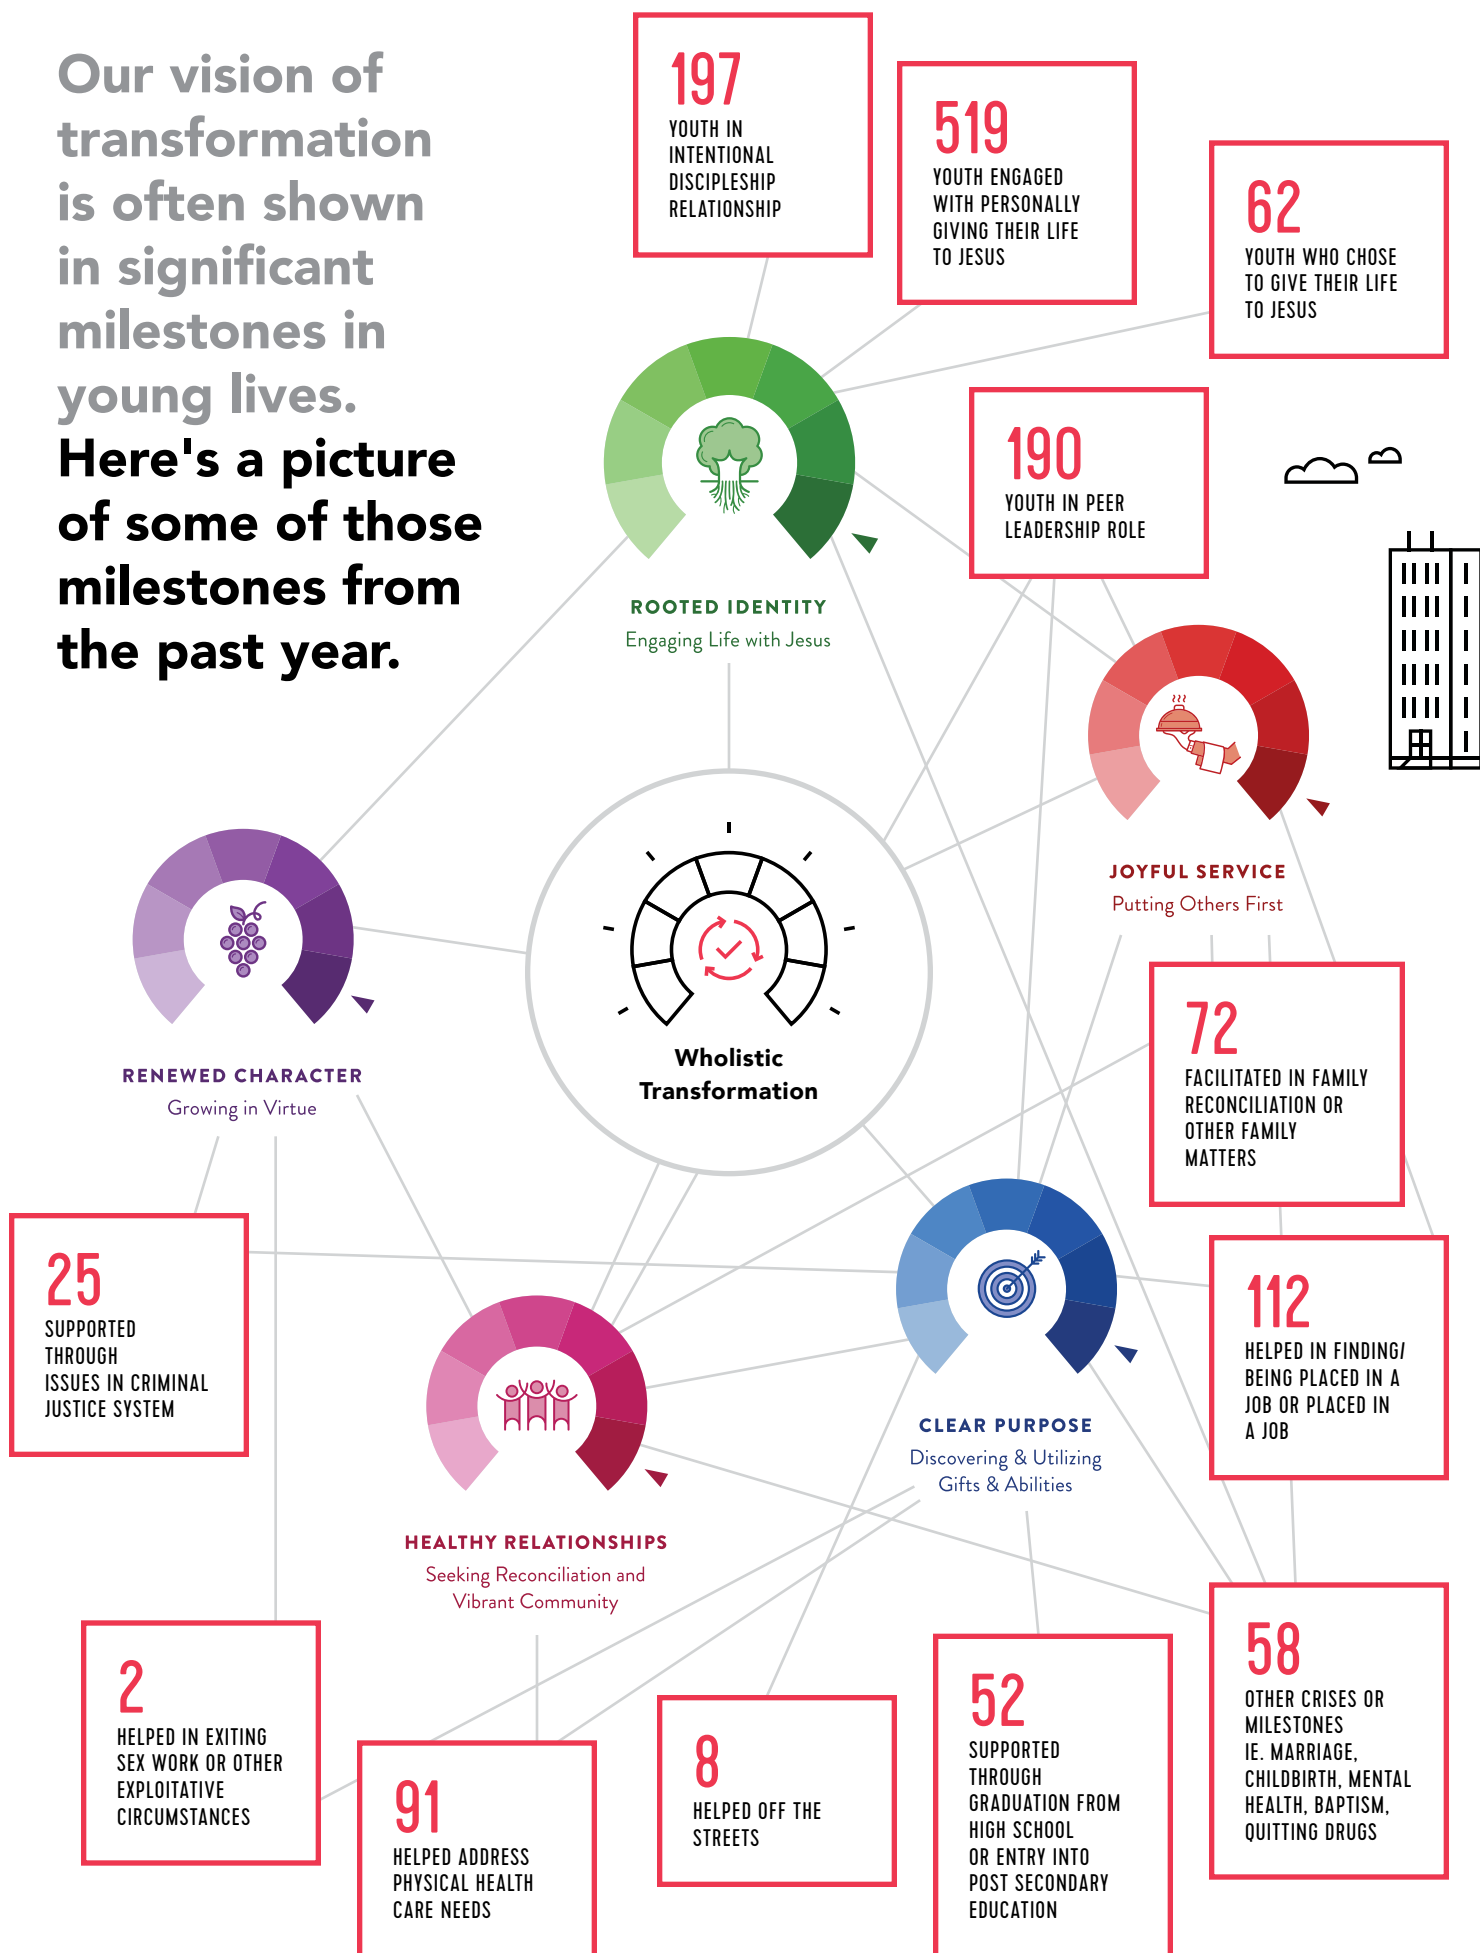 Our vision of
transformation
is often shown
in significant
milestones in
young lives.
Here's a picture
of some of those
milestones from
the past year.
197
YOUTH IN
INTENTIONAL
DISCIPLESHIP
RELATIONSHIP
519
YOUTH ENGAGED
WITH PERSONALLY
GIVING THEIR LIFE
TO JESUS
62
YOUTH WHO CHOSE
TO GIVE THEIR LIFE
TO JESUS
190
YOUTH IN PEER
LEADERSHIP ROLE
ROOTED IDENTITY
Engaging Life with Jesus
JOYFUL SERVICE
Putting Others First
Wholistic
Transformation
RENEWED CHARACTER
Growing in Virtue
72
FACILITATED IN FAMILY
RECONCILIATION OR
OTHER FAMILY
MATTERS
25
SUPPORTED
THROUGH
ISSUES IN CRIMINAL
JUSTICE SYSTEM
112
HELPED IN FINDING/
BEING PLACED IN A
JOB OR PLACED IN
A JOB
CLEAR PURPOSE
Discovering & Utilizing
Gifts & Abilities
HEALTHY RELATIONSHIPS
Seeking Reconciliation and
Vibrant Community
2
HELPED IN EXITING
SEX WORK OR OTHER
EXPLOITATIVE
CIRCUMSTANCES
91
HELPED ADDRESS
PHYSICAL HEALTH
CARE NEEDS
8
HELPED OFF THE
STREETS
52
SUPPORTED
THROUGH
GRADUATION FROM
HIGH SCHOOL
OR ENTRY INTO
POST SECONDARY
EDUCATION
58
OTHER CRISES OR
MILESTONES
IE. MARRIAGE,
CHILDBIRTH, MENTAL
HEALTH, BAPTISM,
QUITTING DRUGS